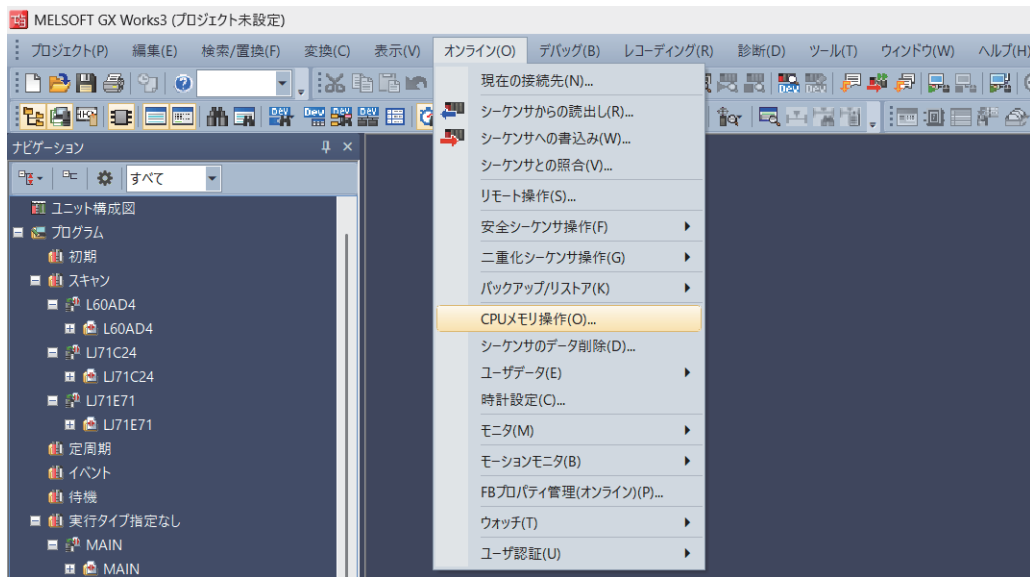 MELSOFT GX Works3 (プロジェクト未設定)
プロジェクト(P) 編集(E) 検索/置換(F) 変換(C) 表示(V) オンライン(O) デバッグ(B) レコーディング(R) 診断(D) ツール(T) ウィンドウ(W) ヘルプ(H)
ナビゲーション
すべて
ユニット構成図
プログラム
初期
スキャン
L60AD4
L60AD4
LJ71C24
LJ71C24
LJ71E71
LJ71E71
定周期
イベント
待機
実行タイプ指定なし
MAIN
MAIN
現在の接続先(N)...
シーケンサからの読出し(R)...
シーケンサへの書込み(W)...
シーケンサとの照合(V)...
リモート操作(S)...
安全シーケンサ操作(F)
二重化シーケンサ操作(G)
バックアップ/リストア(K)
CPUメモリ操作(O)...
シーケンサのデータ削除(D)...
ユーザデータ(E)
時計設定(C)...
モニタ(M)
モーションモニタ(B)
FBプロパティ管理(オンライン)(P)...
ウォッチ(T)
ユーザ認証(U)